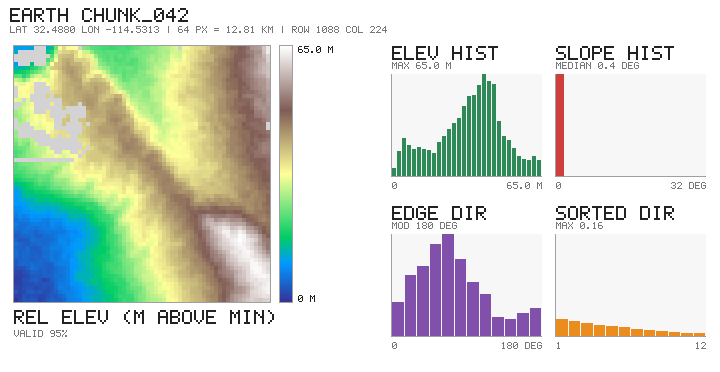 EARTH CHUNK_042
LAT 32.4880 LON -114.5313 | 64 PX = 12.81 KM | ROW 1088 COL 224
65.0 M
0 M
REL ELEV (M ABOVE MIN)
VALID 95%
ELEV HIST
MAX 65.0 M
0 65.0 M
SLOPE HIST
MEDIAN 0.4 DEG
0 32 DEG
EDGE DIR
MOD 180 DEG
0 180 DEG
SORTED DIR
MAX 0.16
1 12